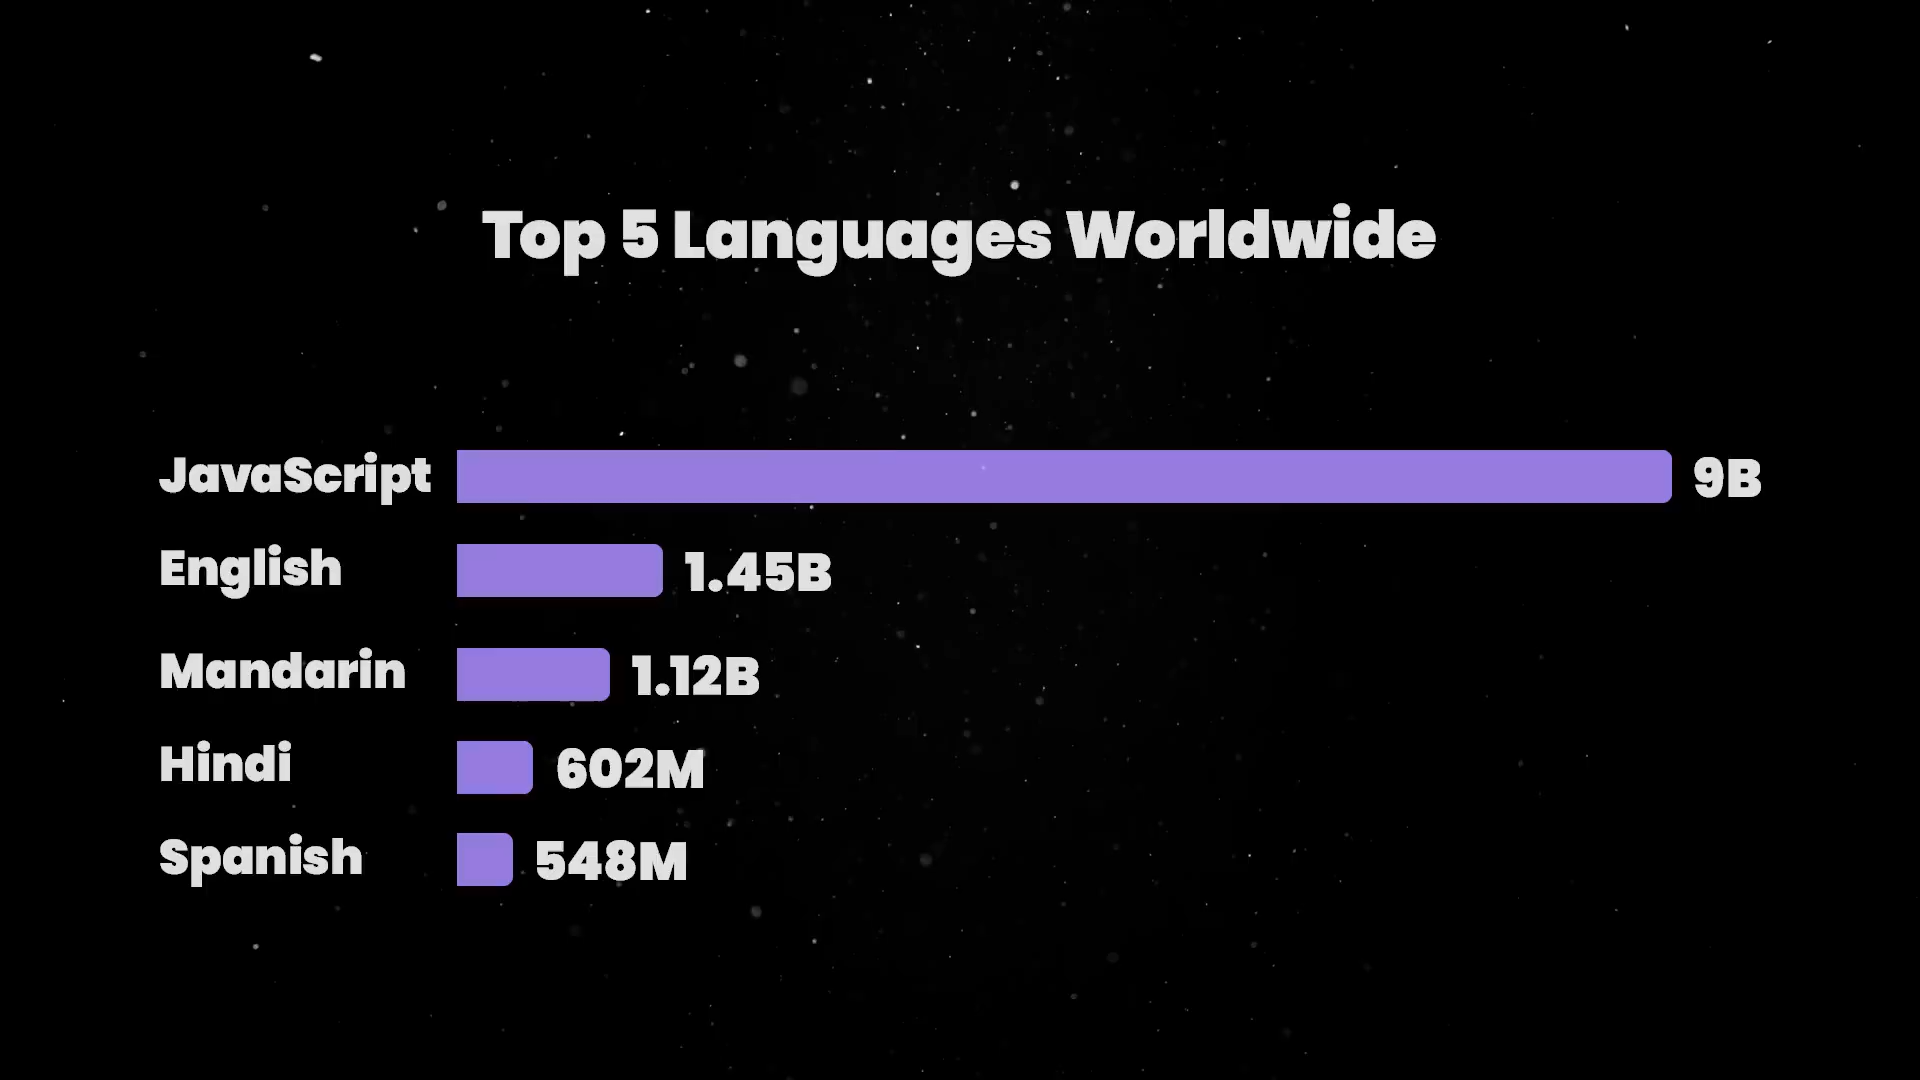 Top 5 Languages Worldwide
JavaScript 9B
English 1.45B
Mandarin 1.12B
Hindi 602M
Spanish 548M